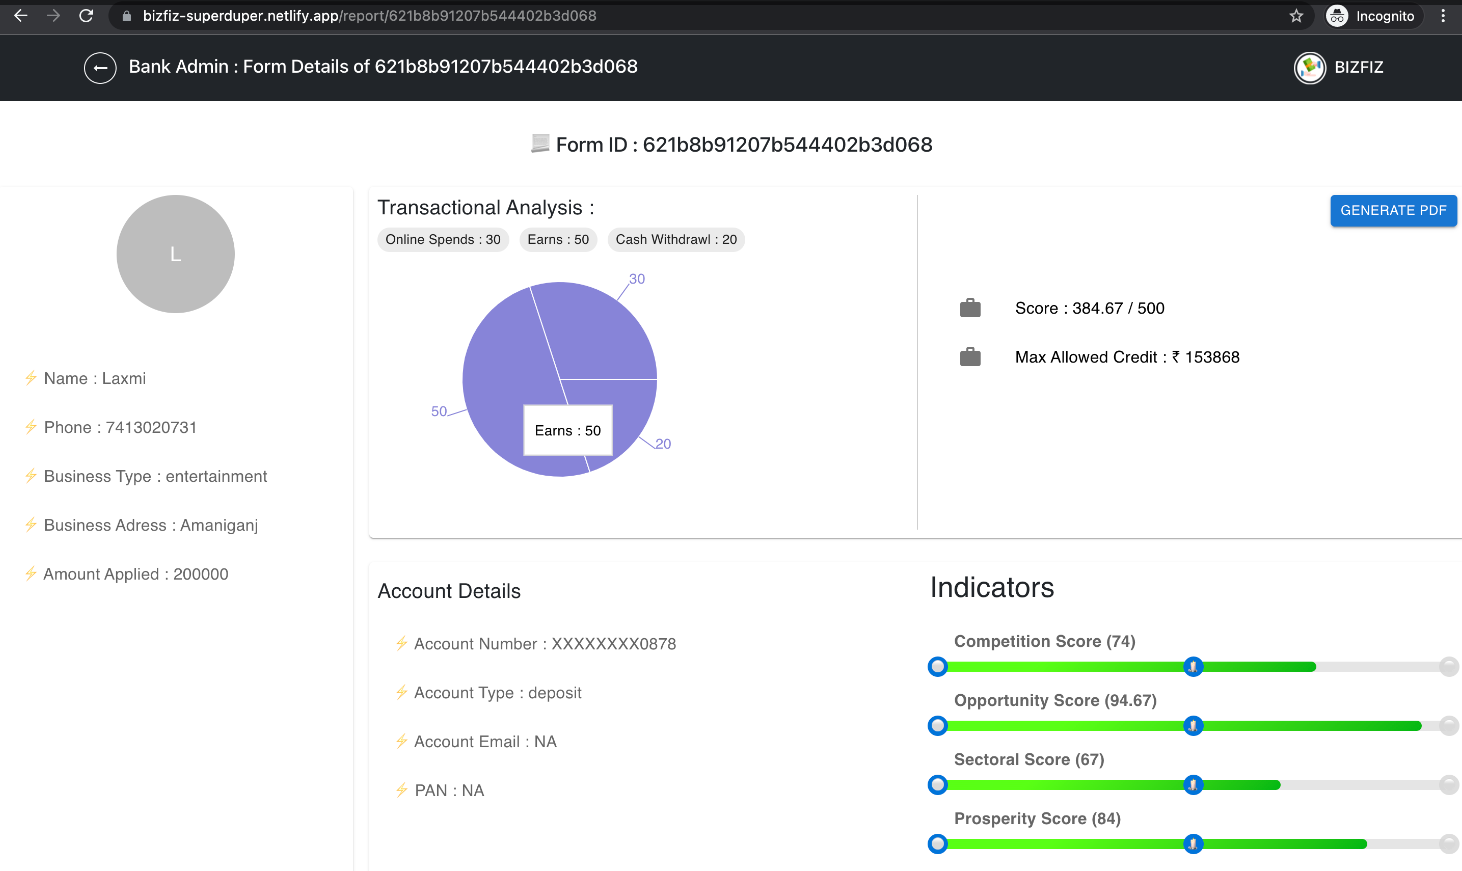 bizfiz-superduper.netlify.app/report/621b8b91207b544402b3d068
Incognito
Bank Admin : Form Details of 621b8b91207b544402b3d068
BIZFIZ
Form ID : 621b8b91207b544402b3d068
L
Name : Laxmi
Phone : 7413020731
Business Type : entertainment
Business Adress : Amaniganj
Amount Applied : 200000
Transactional Analysis :
Online Spends : 30
Earns : 50
Cash Withdrawl : 20
30
50
Earns : 50
20
GENERATE PDF
Score : 384.67 / 500
Max Allowed Credit : ₹ 153868
Account Details
Account Number : XXXXXXXX0878
Account Type : deposit
Account Email : NA
PAN : NA
Indicators
Competition Score (74)
Opportunity Score (94.67)
Sectoral Score (67)
Prosperity Score (84)